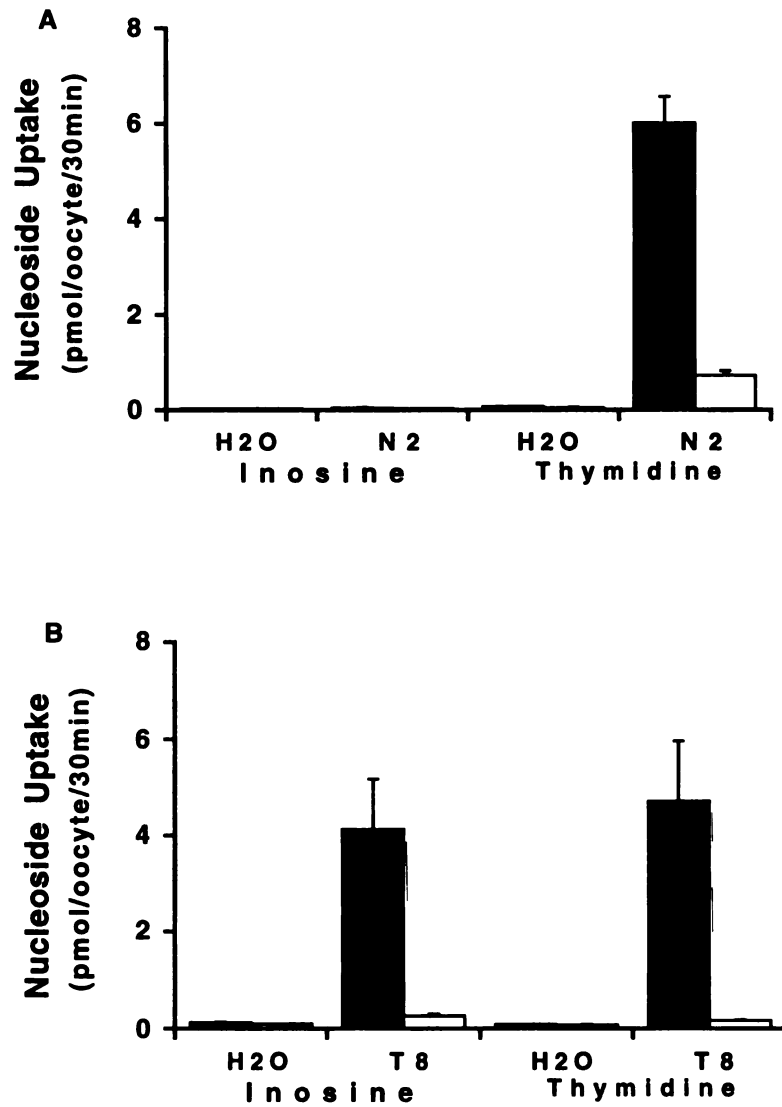 A
Nucleoside Uptake
(pmol/oocyte/30min)
8
6
4
2
0
H2O N2 H2O N2
Inosine Thymidine
B
Nucleoside Uptake
(pmol/oocyte/30min)
8
6
4
2
0
H2O T8 H2O T8
Inosine Thymidine